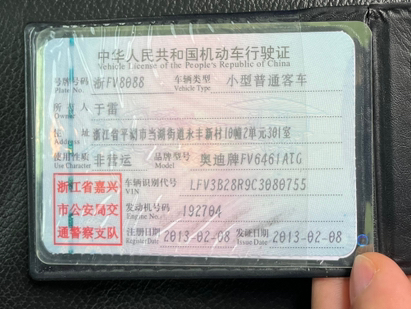 中华人民共和国机动车行驶证
Vehicle License of the People's Republic of China
号牌号码 浙FV8088 车辆类型 小型普通客车
Plate No. Vehicle Type
所有人 于雷
Owner
住址 浙江省平湖市当湖街道永丰新村10幢2单元301室
Address
使用性质 非转运 品牌型号 奥迪牌FV6461ATG
Use Character Model
浙江省嘉兴
市公安局交
通警察支队
车辆识别代号 LFV3B28R9C3080755
VIN
发动机号码 192704
Engine No.
注册日期 2013-02-08 发证日期 2013-02-08
Register Date Issue Date